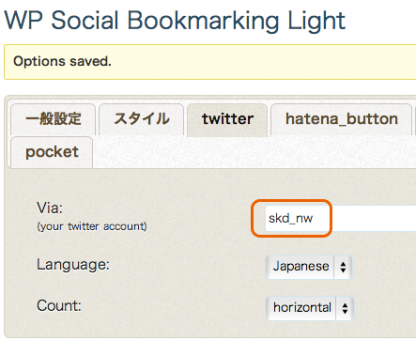 WP Social Bookmarking Light
Options saved.
一般設定 スタイル twitter hatena_button
pocket
Via:
(your twitter account)
skd_nw
Language:
Japanese
Count:
horizontal